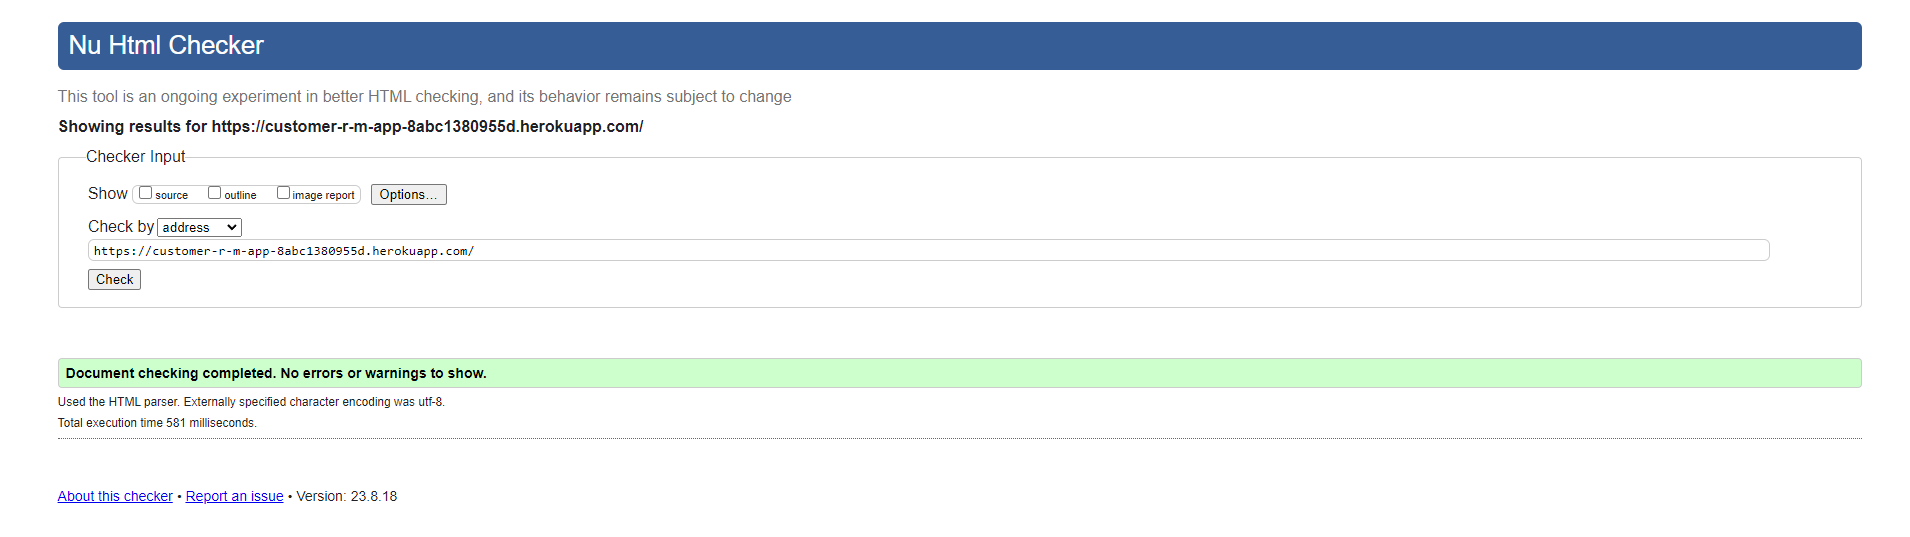 Nu Html Checker
This tool is an ongoing experiment in better HTML checking, and its behavior remains subject to change
Showing results for https://customer-r-m-app-8abc1380955d.herokuapp.com/
Checker Input
Show source outline image report Options...
Check by address
https://customer-r-m-app-8abc1380955d.herokuapp.com/
Check
Document checking completed. No errors or warnings to show.
Used the HTML parser. Externally specified character encoding was utf-8.
Total execution time 581 milliseconds.
About this checker • Report an issue • Version: 23.8.18